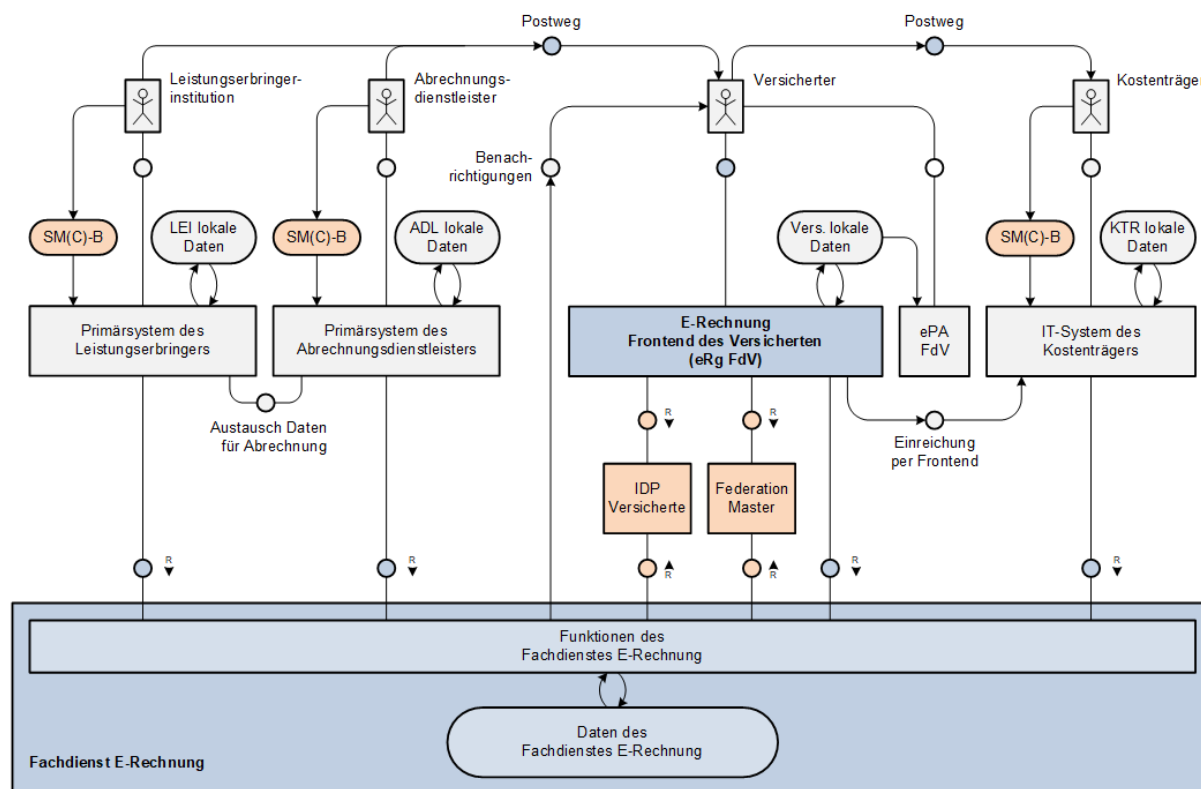 Postweg
Postweg
Leistungserbringer-
institution
Abrechnungs-
dienstleister
Versicherter
Kostenträger
Benach-
richtigungen
SM(C)-B
LEI lokale
Daten
SM(C)-B
ADL lokale
Daten
Vers. lokale
Daten
SM(C)-B
KTR lokale
Daten
Primärsystem des
Leistungserbringers
Primärsystem des
Abrechnungsdienstleisters
E-Rechnung
Frontend des Versicherten
(eRg FdV)
ePA
FdV
IT-System des
Kostenträgers
Austausch Daten
für Abrechnung
R
R
Einreichung
per Frontend
IDP
Versicherte
Federation
Master
R
R
R
R
R
R
Funktionen des
Fachdienstes E-Rechnung
Daten des
Fachdienstes E-Rechnung
Fachdienst E-Rechnung